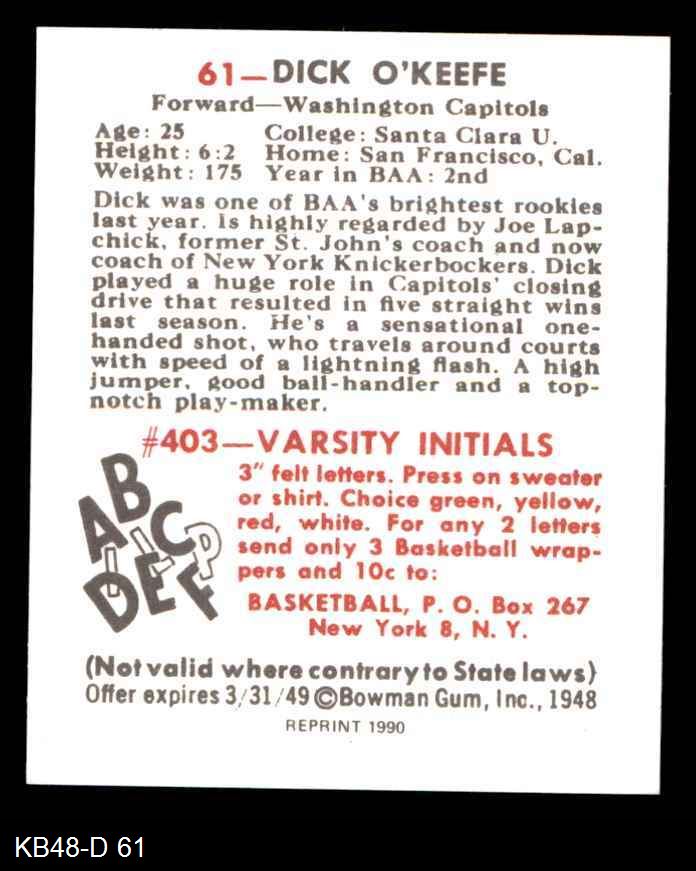 61—DICK O'KEEFE
Forward—Washington Capitols
Age: 25 College: Santa Clara U.
Height: 6:2 Home: San Francisco, Cal.
Weight: 175 Year in BAA: 2nd
Dick was one of BAA's brightest rookies
last year. Is highly regarded by Joe Lap-
chick, former St. John's coach and now
coach of New York Knickerbockers. Dick
played a huge role in Capitols' closing
drive that resulted in five straight wins
last season. He's a sensational one-
handed shot, who travels around courts
with speed of a lightning flash. A high
jumper, good ball-handler and a top-
notch play-maker.
#403—VARSITY INITIALS
ABC
DEF
P
3" felt letters. Press on sweater
or shirt. Choice green, yellow,
red, white. For any 2 letters
send only 3 Basketball wrap-
pers and 10c to:
BASKETBALL, P. O. Box 267
New York 8, N. Y.
(Not valid where contrary to State laws)
Offer expires 3/31/49 ©Bowman Gum, Inc., 1948
REPRINT 1990
KB48-D 61